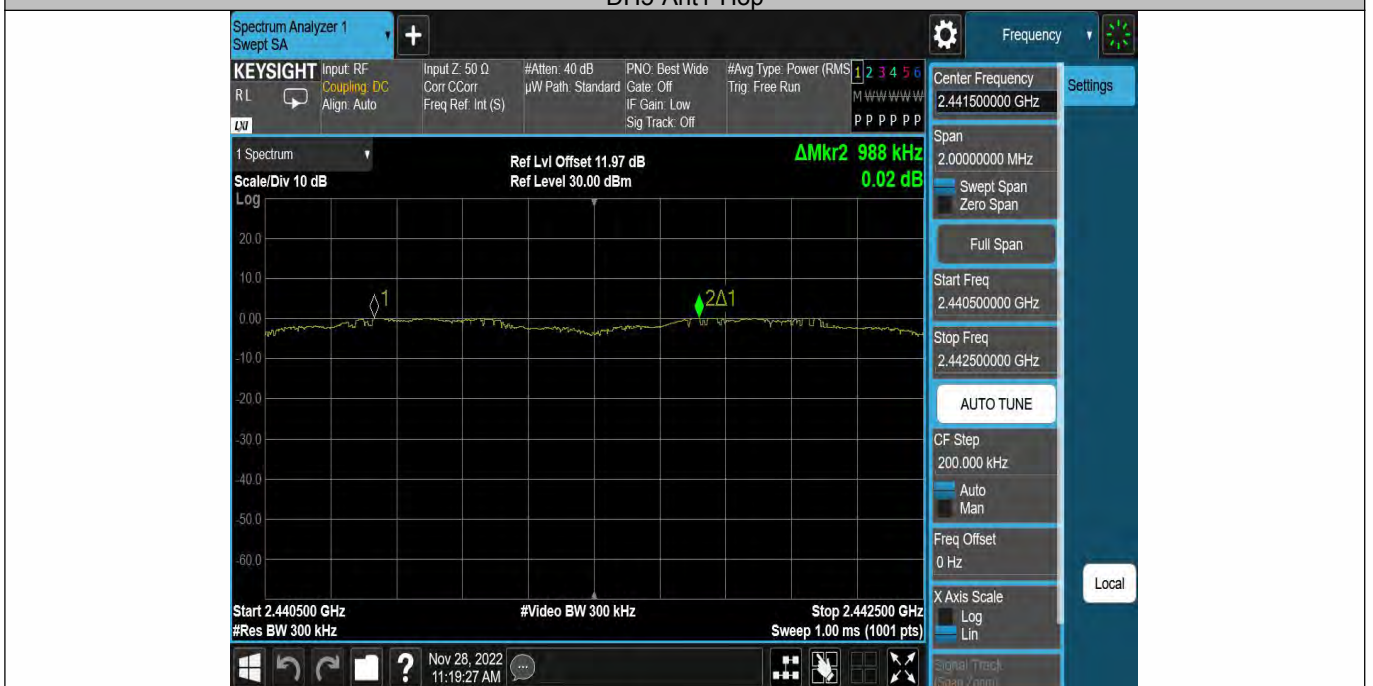 DH5-Ant1-Hop
Spectrum Analyzer 1
Swept SA
+
Frequency
KEYSIGHT
RL
LXI
Input: RF
Coupling: DC
Align: Auto
Input Z: 50 Ω
Corr CCorr
Freq Ref: Int (S)
#Atten: 40 dB
µW Path: Standard
PNO: Best Wide
Gate: Off
IF Gain: Low
Sig Track: Off
#Avg Type: Power (RMS
Trig: Free Run
1 2 3 4 5 6
M W W W W W
P P P P P P
1 Spectrum
Scale/Div 10 dB
Log
Ref Lvl Offset 11.97 dB
Ref Level 30.00 dBm
ΔMkr2 988 kHz
0.02 dB
20.0
10.0
0.00
-10.0
-20.0
-30.0
-40.0
-50.0
-60.0
1
2Δ1
Start 2.440500 GHz
#Res BW 300 kHz
#Video BW 300 kHz
Stop 2.442500 GHz
Sweep 1.00 ms (1001 pts)
?
Nov 28, 2022
11:19:27 AM
Center Frequency
2.441500000 GHz
Settings
Span
2.00000000 MHz
Swept Span
Zero Span
Full Span
Start Freq
2.440500000 GHz
Stop Freq
2.442500000 GHz
AUTO TUNE
CF Step
200.000 kHz
Auto
Man
Freq Offset
0 Hz
X Axis Scale
Log
Lin
Signal Track
(Span Zoom)
Local